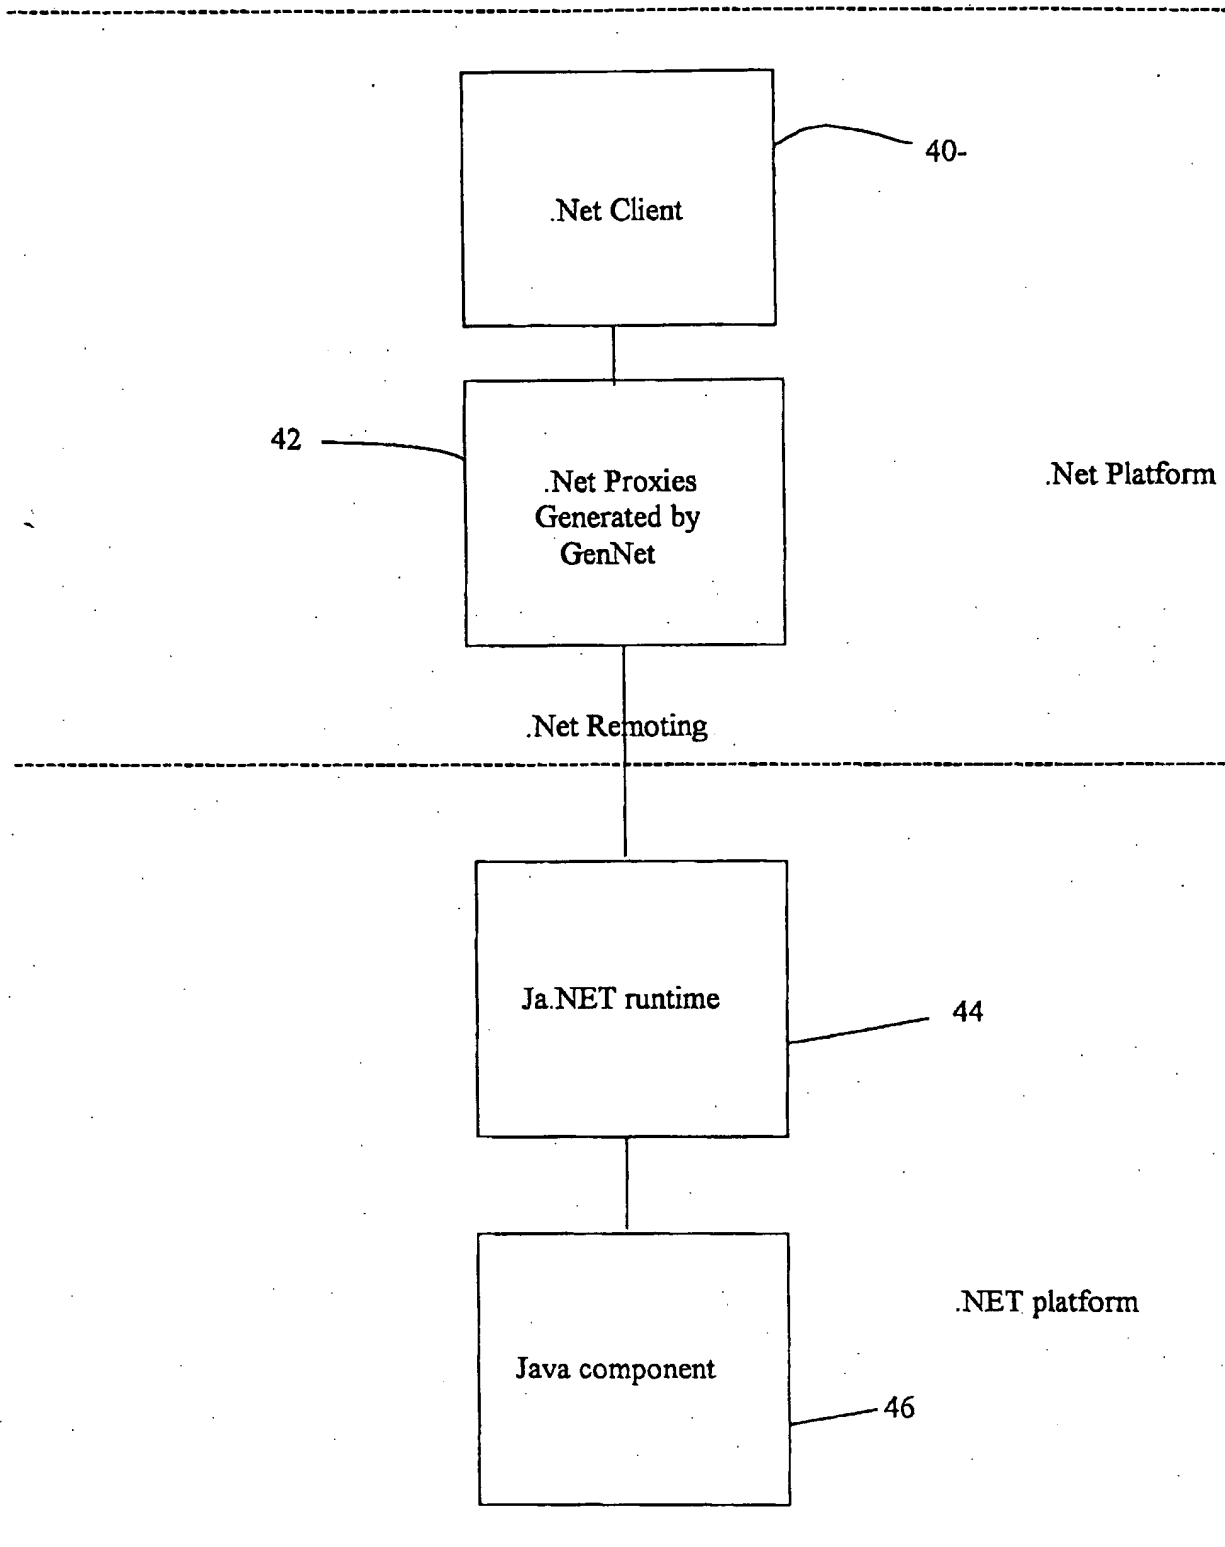 40-
.Net Client
42
.Net Proxies
Generated by
GenNet
.Net Platform
.Net Remoting
Ja.NET runtime
44
.NET platform
Java component
46